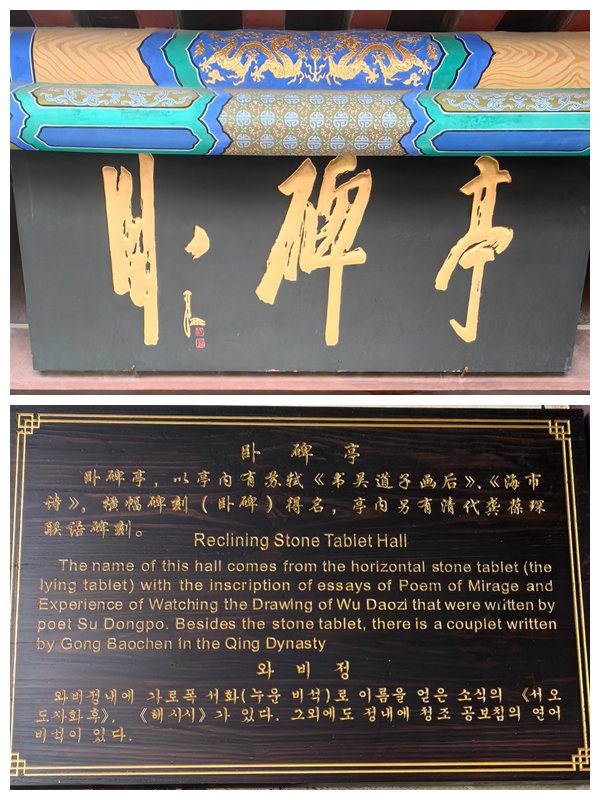 卧碑亭
卧碑亭
卧碑亭，以亭内有苏轼《书吴道子画后》、《海市
诗》，横幅碑刻（卧碑）得名，亭内另有清代龚葆琛
联语碑刻。
Reclining Stone Tablet Hall
The name of this hall comes from the horizontal stone tablet (the
lying tablet) with the inscription of essays of Poem of Mirage and
Experience of Watching the Drawing of Wu Daozi that were written by
poet Su Dongpo. Besides the stone tablet, there is a couplet written
by Gong Baochen In the Qing Dynasty
와비정
와비정내에 가로폭 서화(누운 비석)로 이름을 얻은 소식의 《서오
도자화후》, 《해시시》가 있다. 그외에도 정내에 청조 공보침의 연어
비석이 있다.